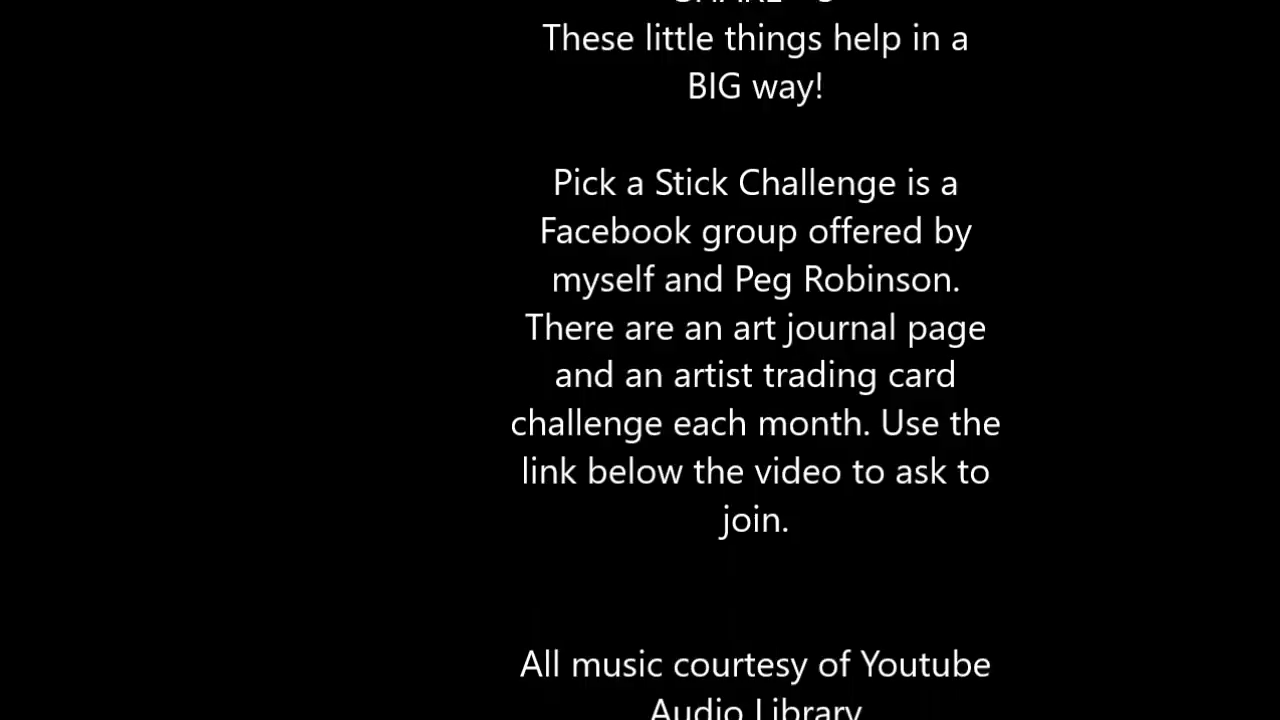 These little things help in a
BIG way!
Pick a Stick Challenge is a
Facebook group offered by
myself and Peg Robinson.
There are an art journal page
and an artist trading card
challenge each month. Use the
link below the video to ask to
join.
All music courtesy of Youtube
Audio Library